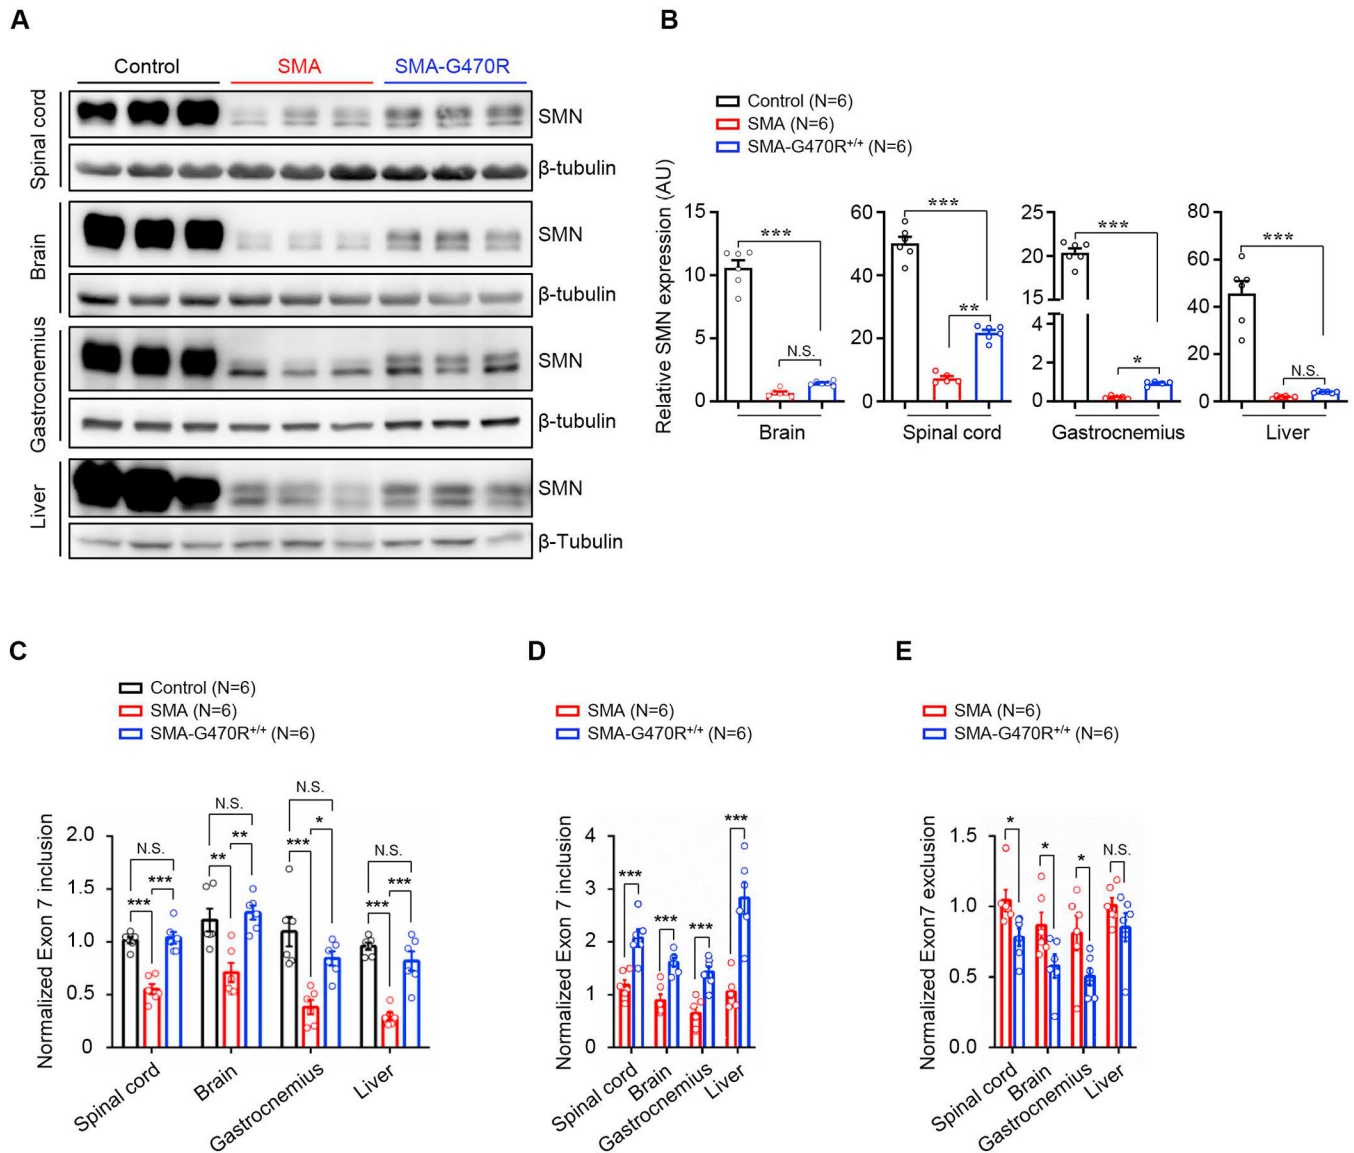 A
Control
SMA
SMA-G470R
Spinal cord
SMN
β-tubulin
Brain
SMN
β-tubulin
Gastrocnemius
SMN
β-tubulin
Liver
SMN
β-Tubulin
B
Control (N=6)
SMA (N=6)
SMA-G470R+/+ (N=6)
Relative SMN expression (AU)
15
10
5
0
***
N.S.
Brain
60
40
20
0
***
**
Spinal cord
25
20
15
4
2
0
***
*
Gastrocnemius
80
60
40
20
0
***
N.S.
Liver
C
Control (N=6)
SMA (N=6)
SMA-G470R+/+ (N=6)
Normalized Exon 7 inclusion
2.0
1.5
1.0
0.5
0
N.S.
***
***
N.S.
**
**
N.S.
***
*
N.S.
***
***
Spinal cord
Brain
Gastrocnemius
Liver
D
SMA (N=6)
SMA-G470R+/+ (N=6)
Normalized Exon 7 inclusion
4
3
2
1
0
***
***
***
***
Spinal cord
Brain
Gastrocnemius
Liver
E
SMA (N=6)
SMA-G470R+/+ (N=6)
Normalized Exon7 exclusion
1.5
1.0
0.5
0.0
*
*
*
N.S.
Spinal cord
Brain
Gastrocnemius
Liver